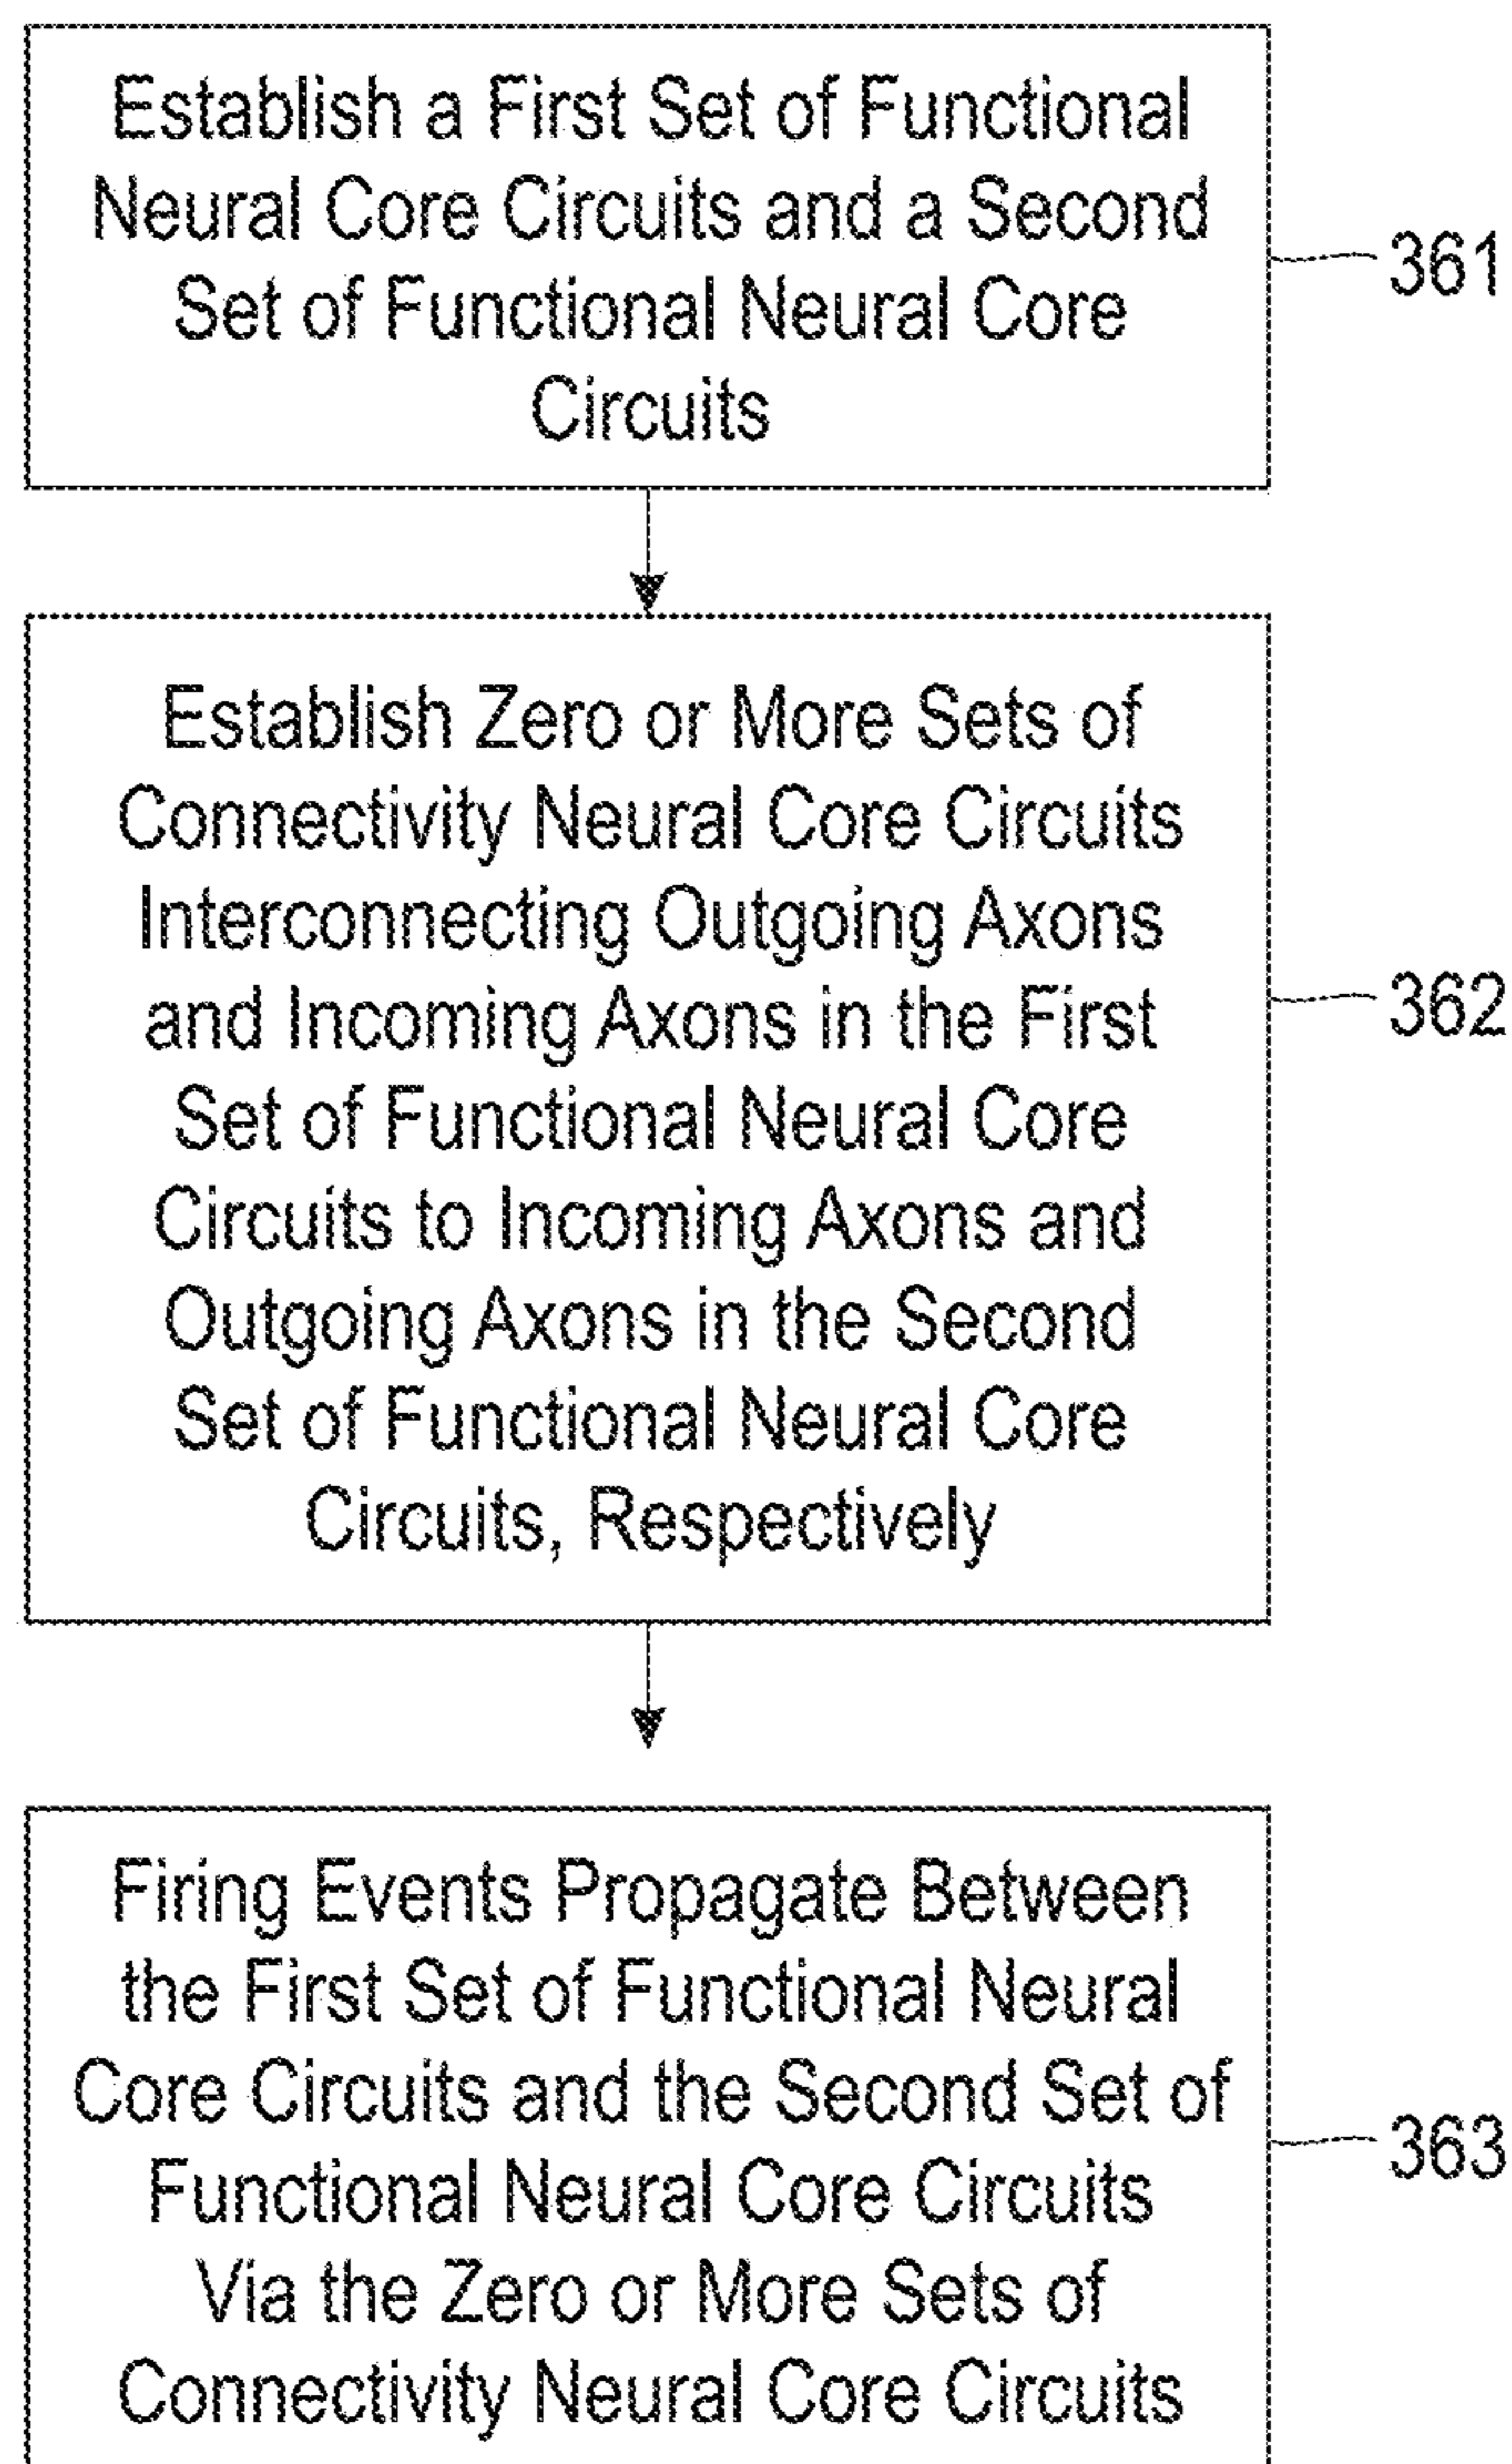 Establish a First Set of Functional
Neural Core Circuits and a Second
Set of Functional Neural Core
Circuits
361
Establish Zero or More Sets of
Connectivity Neural Core Circuits
Interconnecting Outgoing Axons
and Incoming Axons in the First
Set of Functional Neural Core
Circuits to Incoming Axons and
Outgoing Axons in the Second
Set of Functional Neural Core
Circuits, Respectively
362
Firing Events Propagate Between
the First Set of Functional Neural
Core Circuits and the Second Set of
Functional Neural Core Circuits
Via the Zero or More Sets of
Connectivity Neural Core Circuits
363